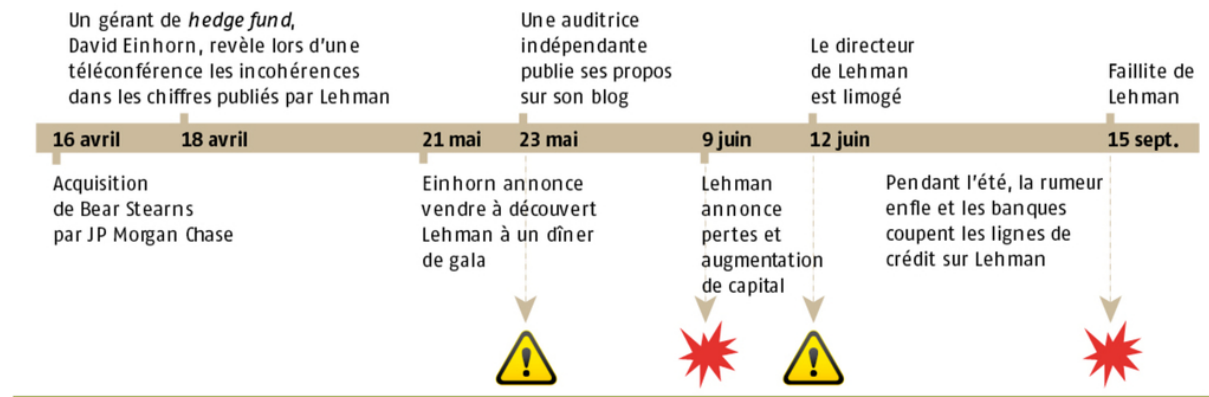 Un gérant de hedge fund,
David Einhorn, revèle lors d'une
téléconférence les incohérences
dans les chiffres publiés par Lehman
Une auditrice
indépendante
publie ses propos
sur son blog
Le directeur
de Lehman
est limogé
Faillite de
Lehman
16 avril 18 avril 21 mai 23 mai 9 juin 12 juin 15 sept.
Acquisition
de Bear Stearns
par JP Morgan Chase
Einhorn annonce
vendre à découvert
Lehman à un dîner
de gala
Lehman
annonce
pertes et
augmentation
de capital
Pendant l'été, la rumeur
enfle et les banques
coupent les lignes de
crédit sur Lehman